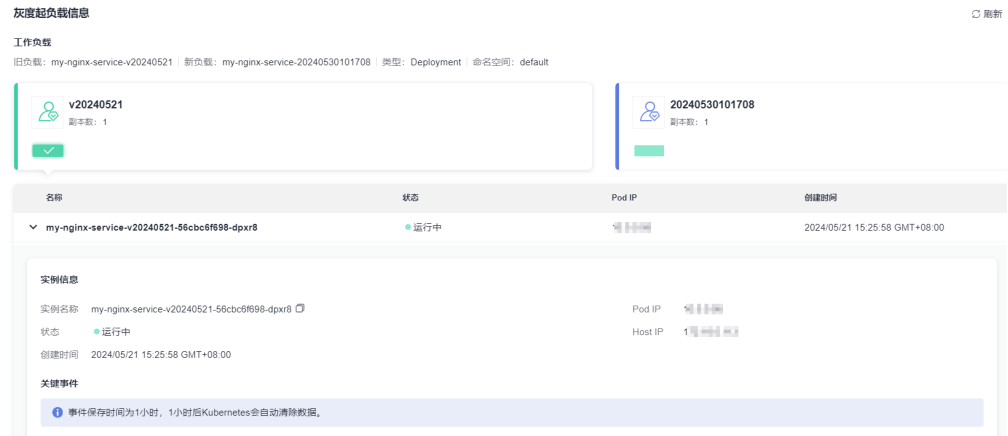 灰度起负载信息
刷新
工作负载
旧负载：my-nginx-service-v20240521 新负载：my-nginx-service-20240530101708 类型：Deployment 命名空间：default
v20240521
副本数：1
20240530101708
副本数：1
名称 状态 Pod IP 创建时间
my-nginx-service-v20240521-56cbc6f698-dpxr8 运行中 2024/05/21 15:25:58 GMT+08:00
实例信息
实例名称 my-nginx-service-v20240521-56cbc6f698-dpxr8 Pod IP
状态 运行中 Host IP
创建时间 2024/05/21 15:25:58 GMT+08:00
关键事件
事件保存时间为1小时，1小时后Kubernetes会自动清除数据。